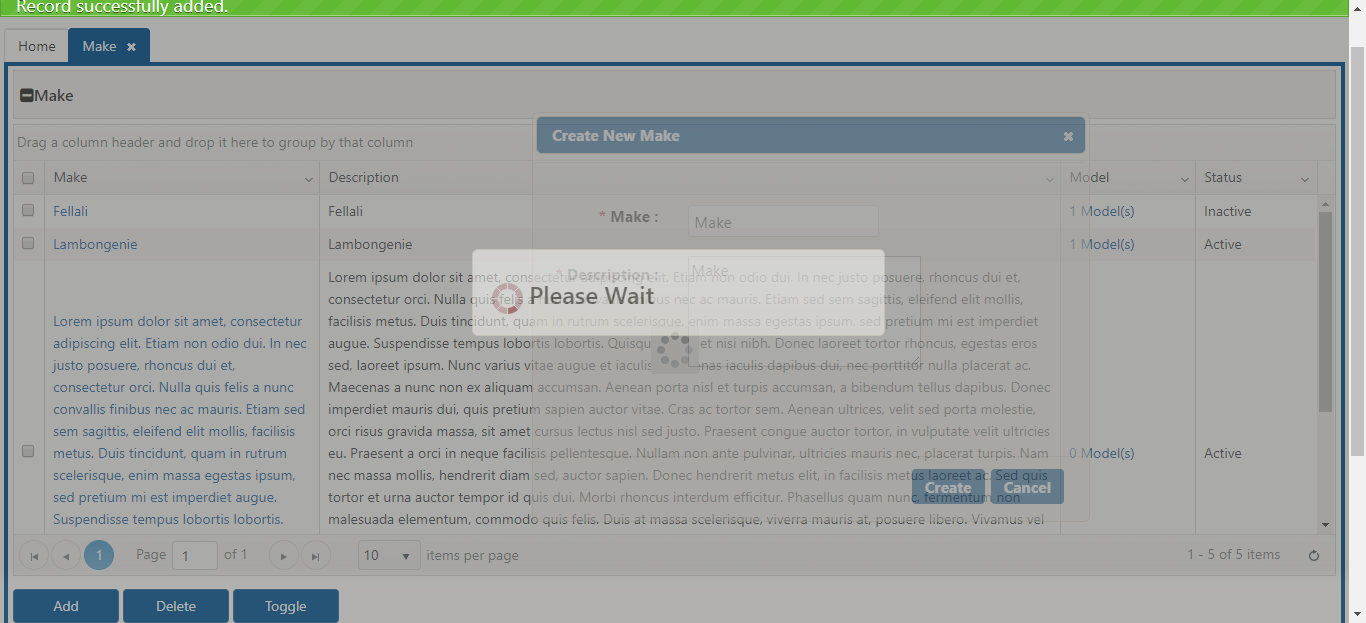 Record successfully added.
Home
Make
Make
Drag a column header and drop it here to group by that column
Create New Make
Make
Description
Model
Status
Fellali
Fellali
1 Model(s)
Inactive
* Make :
Make
Lambongenie
Lambongenie
1 Model(s)
Active
* Description :
Make
Please Wait
Lorem ipsum dolor sit amet, consectetur
adipiscing elit. Etiam non odio dui. In nec
justo posuere, rhoncus dui et,
consectetur orci. Nulla quis felis a nunc
convallis finibus nec ac mauris. Etiam sed
sem sagittis, eleifend elit mollis, facilisis
metus. Duis tincidunt, quam in rutrum
scelerisque, enim massa egestas ipsum,
sed pretium mi est imperdiet augue.
Suspendisse tempus lobortis lobortis.
Lorem ipsum dolor sit amet, consectetur adipiscing elit. Etiam non odio dui. In nec justo posuere, rhoncus dui et,
consectetur orci. Nulla quis felis a nec ac mauris. Etiam sed sem sagittis, eleifend elit mollis,
facilisis metus. Duis tincidunt, quam in rutrum scelerisque, enim massa egestas ipsum, sed pretium mi est imperdiet
augue. Suspendisse tempus lobortis lobortis. et nisi nibh. Donec laoreet tortor rhoncus, egestas eros
sed, laoreet ipsum. Nunc varius vitae augue et iaculis dapibus dui, nec porttitor nulla placerat ac.
Maecenas a nunc non ex aliquam accumsan. Aenean porta nisl et turpis accumsan, a bibendum tellus dapibus. Donec
imperdiet mauris dui, quis pretium sapien auctor vitae. Cras ac tortor sem. Aenean ultrices, velit sed porta molestie,
orci risus gravida massa, sit amet cursus lectus nisl sed justo. Praesent congue auctor tortor, in vulputate velit ultricies
eu. Praesent a orci in neque facilisis pellentesque. Nullam non ante pulvinar, ultricies mauris nec, placerat turpis. Nam
nec massa mollis, hendrerit diam sed, auctor sapien. Donec hendrerit metus elit, in facilisis metus laoreet ac. Sed quis
tortor et urna auctor tempor id quis dui. Morbi rhoncus interdum efficitur. Phasellus quam nunc, fermentum non
malesuada elementum, commodo quis felis. Duis at massa scelerisque, viverra mauris at, posuere libero. Vivamus vel
0 Model(s)
Active
Create
Cancel
1
Page
1
of 1
10
items per page
1 - 5 of 5 items
Add
Delete
Toggle